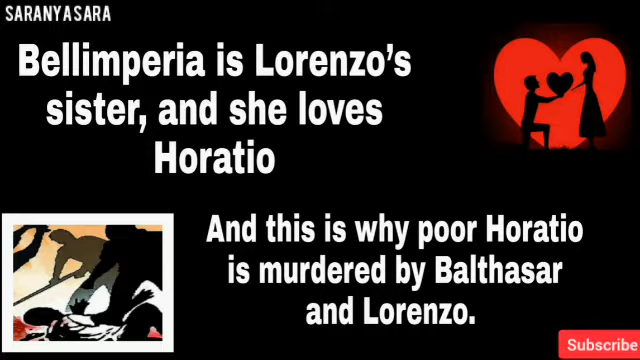 SARANYASARA
Bellimperia is Lorenzo's
sister, and she loves
Horatio
And this is why poor Horatio
is murdered by Balthasar
and Lorenzo.
Subscribe